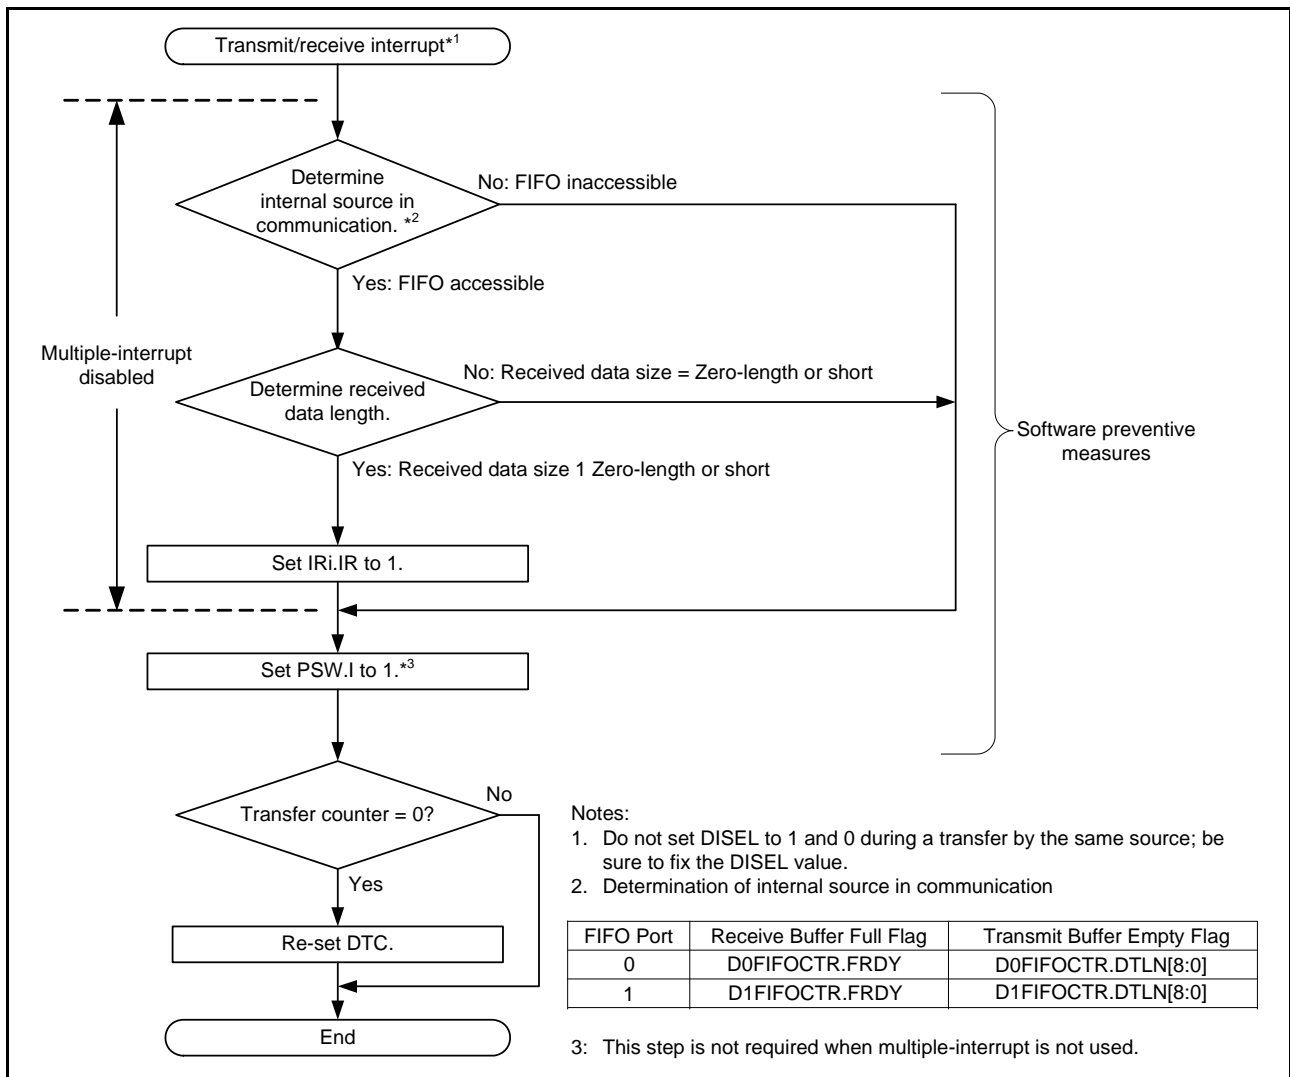 Transmit/receive interrupt*1
Determine
internal source in
communication. *2
No: FIFO inaccessible
Yes: FIFO accessible
Multiple-interrupt
disabled
Determine received
data length.
No: Received data size = Zero-length or short
Software preventive
measures
Yes: Received data size 1 Zero-length or short
Set IRi.IR to 1.
Set PSW.I to 1.*3
Transfer counter = 0?
No
Yes
Re-set DTC.
End
Notes:
1. Do not set DISEL to 1 and 0 during a transfer by the same source; be
sure to fix the DISEL value.
2. Determination of internal source in communication
FIFO Port Receive Buffer Full Flag Transmit Buffer Empty Flag
0 D0FIFOCTR.FRDY D0FIFOCTR.DTLN[8:0]
1 D1FIFOCTR.FRDY D1FIFOCTR.DTLN[8:0]
3: This step is not required when multiple-interrupt is not used.